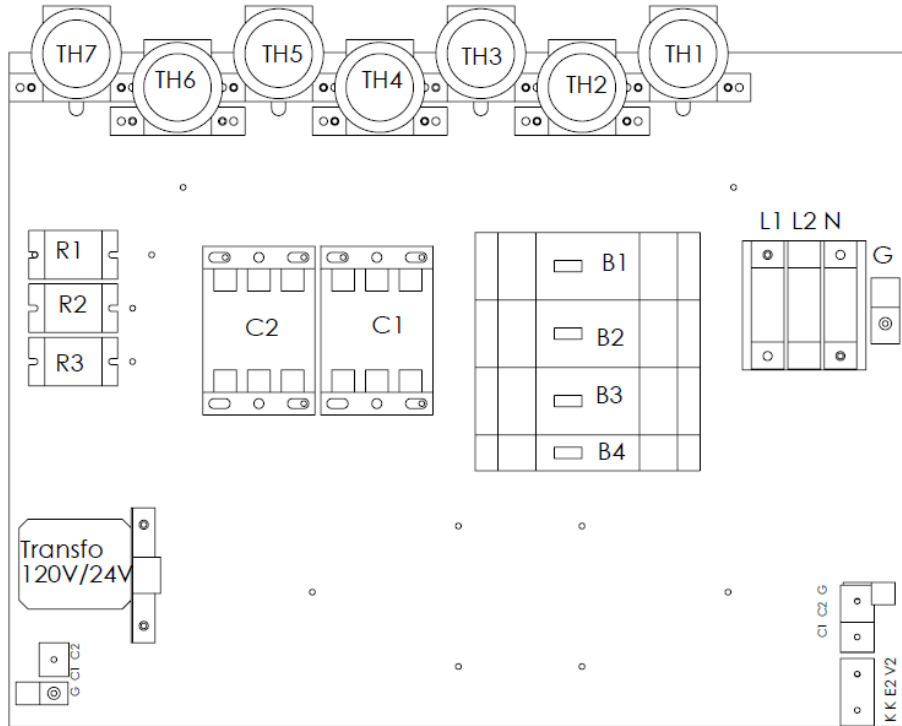 TH7
TH6
TH5
TH4
TH3
TH2
TH1
L1 L2 N
G
R1
R2
R3
C2
C1
B1
B2
B3
B4
Transfo
120V/24V
G C1 C2
C1 C2 G
K K E2 V2